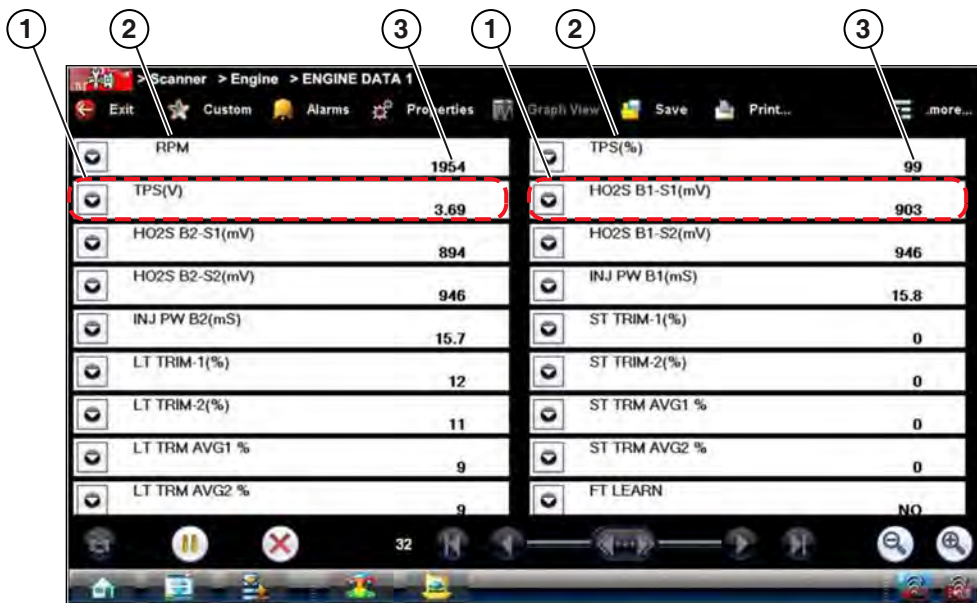 1 2 3 1 2 3
> Scanner > Engine > ENGINE DATA 1
Exit Custom Alarms Properties Graph View Save Print... .more...
RPM 1954 TPS(%) 99
TPS(V) 3.69 HO2S B1-S1(mV) 903
HO2S B2-S1(mV) 894 HO2S B1-S2(mV) 946
HO2S B2-S2(mV) 946 INJ PW B1(mS) 15.8
INJ PW B2(mS) 15.7 ST TRIM-1(%) 0
LT TRIM-1(%) 12 ST TRIM-2(%) 0
LT TRIM-2(%) 11 ST TRM AVG1 % 0
LT TRM AVG1 % 9 ST TRM AVG2 % 0
LT TRM AVG2 % 9 FT LEARN NO
32